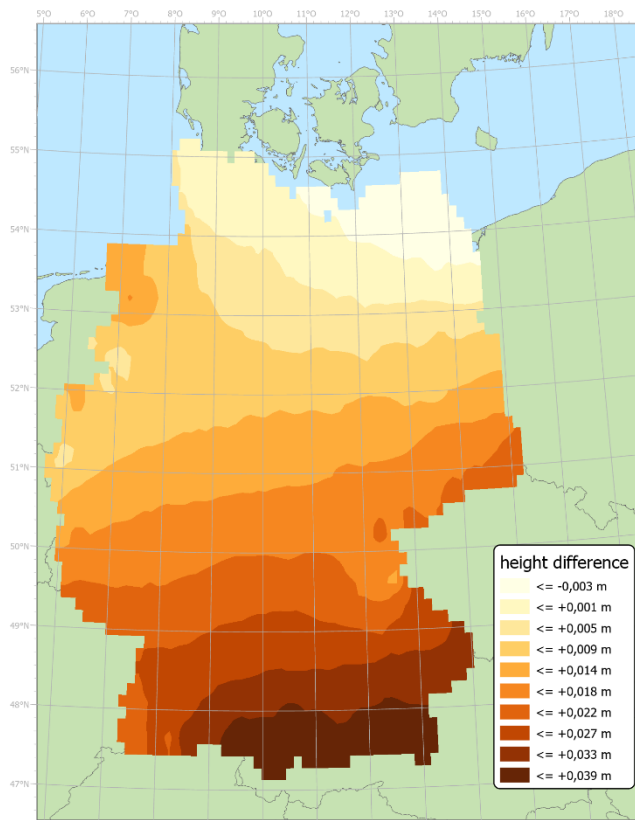 5°O 6°O 7°O 8°O 10°O 11°O 12°O 13°O 14°O 15°O 16°O 17°O 18°O
56°N
55°N
54°N
53°N
52°N
51°N
50°N
49°N
48°N
47°N
height difference
<= -0,003 m
<= +0,001 m
<= +0,005 m
<= +0,009 m
<= +0,014 m
<= +0,018 m
<= +0,022 m
<= +0,027 m
<= +0,033 m
<= +0,039 m